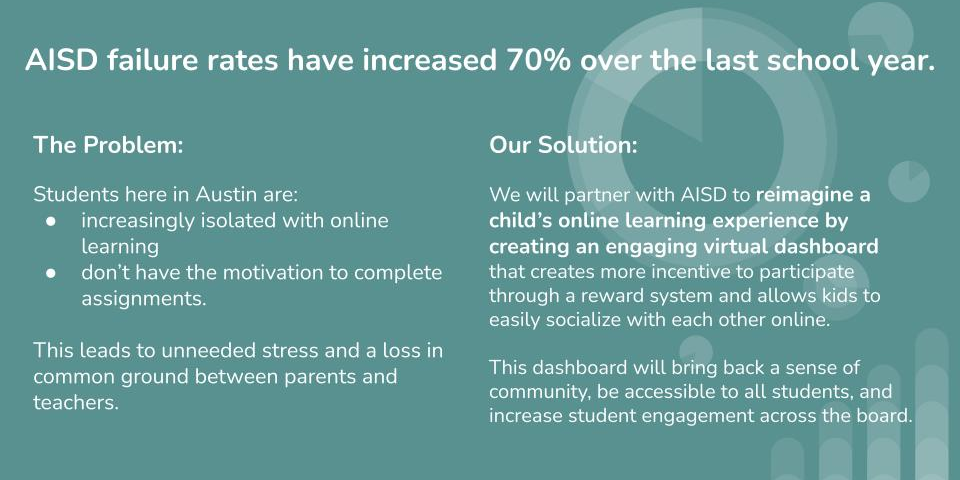 AISD failure rates have increased 70% over the last school year.
The Problem:
Students here in Austin are:
● increasingly isolated with online
learning
● don't have the motivation to complete
assignments.
This leads to unneeded stress and a loss in
common ground between parents and
teachers.
Our Solution:
We will partner with AISD to reimagine a
child's online learning experience by
creating an engaging virtual dashboard
that creates more incentive to participate
through a reward system and allows kids to
easily socialize with each other online.
This dashboard will bring back a sense of
community, be accessible to all students, and
increase student engagement across the board.